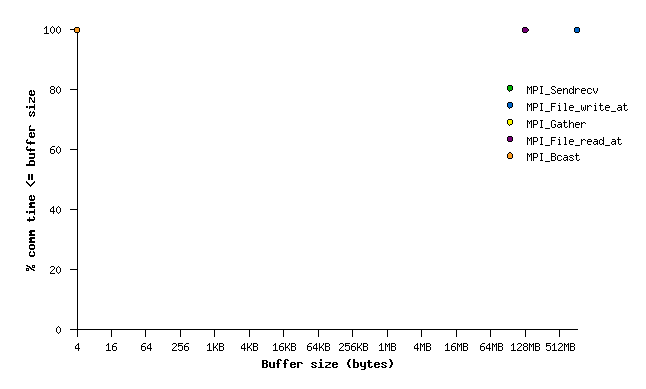 100
80
60
40
20
0
% comm time <= buffer size
MPI_Sendrecv
MPI_File_write_at
MPI_Gather
MPI_File_read_at
MPI_Bcast
4 16 64 256 1KB 4KB 16KB 64KB 256KB 1MB 4MB 16MB 64MB 128MB 512MB
Buffer size (bytes)